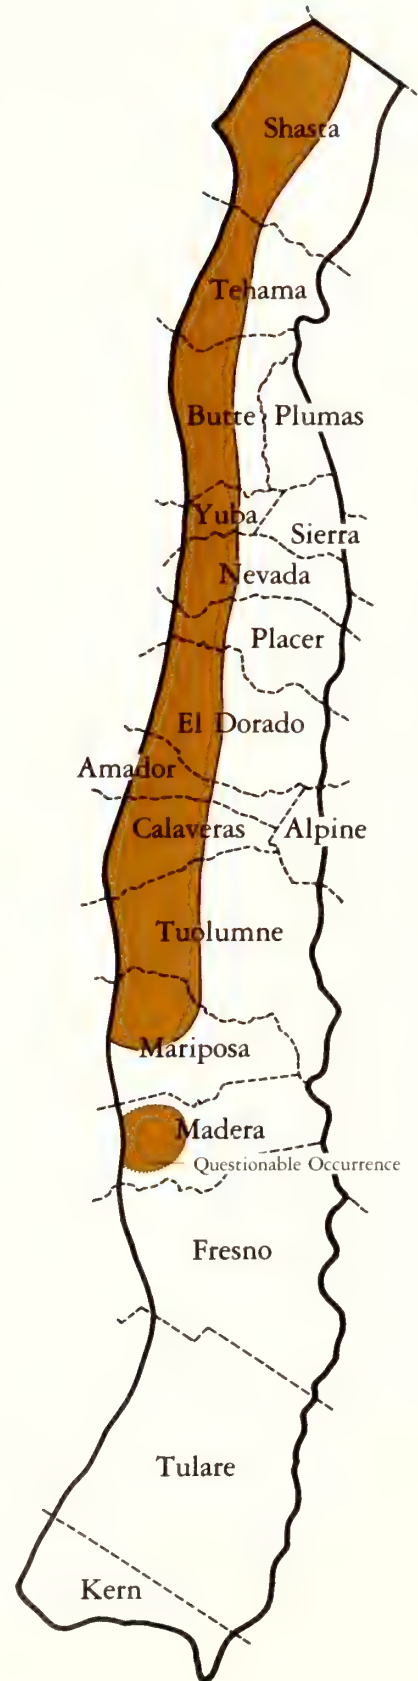 Shasta
Tehama
Butte Plumas
Yuba
Sierra
Nevada
Placer
El Dorado
Amador
Calaveras Alpine
Tuolumne
Mariposa
Madera
Questionable Occurrence
Fresno
Tulare
Kern